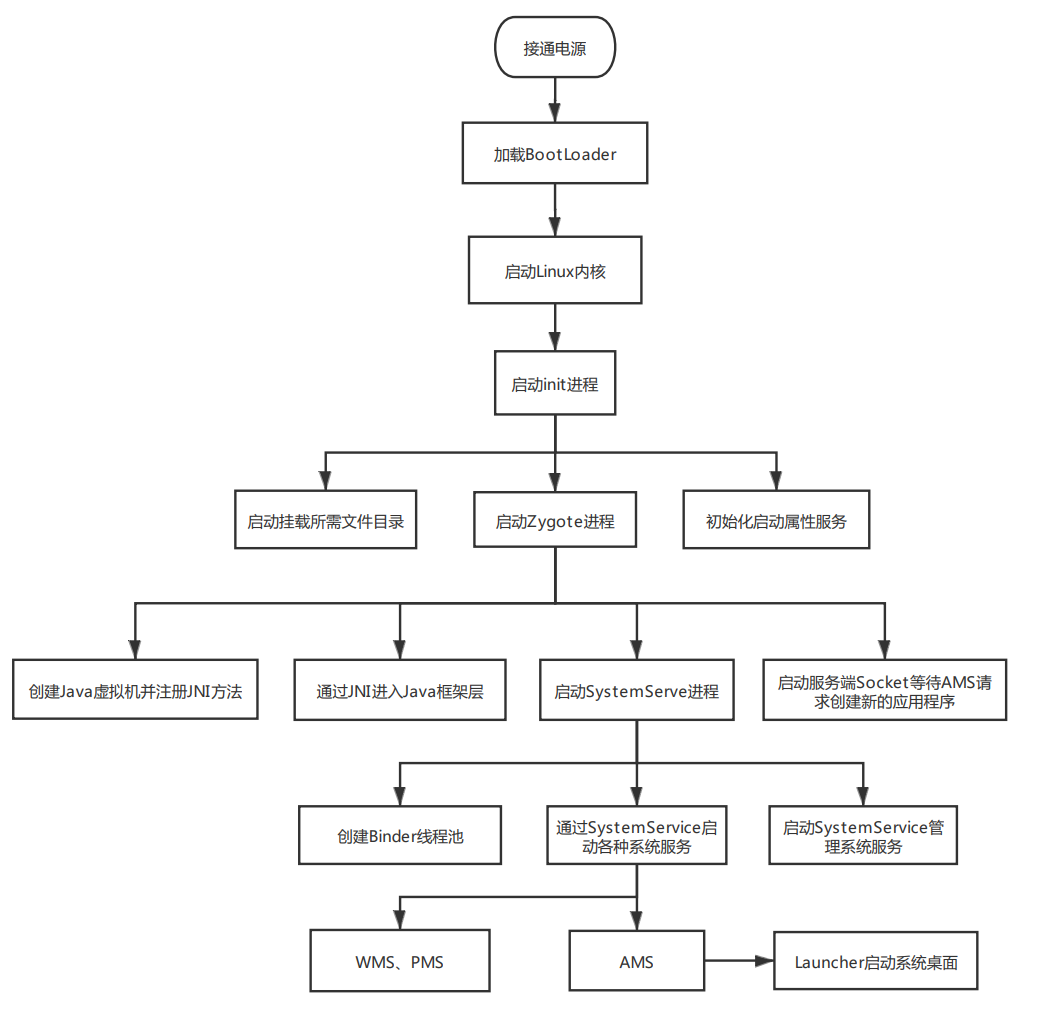 接通电源
加载BootLoader
启动Linux内核
启动init进程
启动挂载所需文件目录
启动Zygote进程
初始化启动属性服务
创建Java虚拟机并注册JNI方法
通过JNI进入Java框架层
启动SystemServe进程
启动服务端Socket等待AMS请
求创建新的应用程序
创建Binder线程池
通过SystemService启
动各种系统服务
启动SystemService管
理系统服务
WMS、PMS
AMS
Launcher启动系统桌面